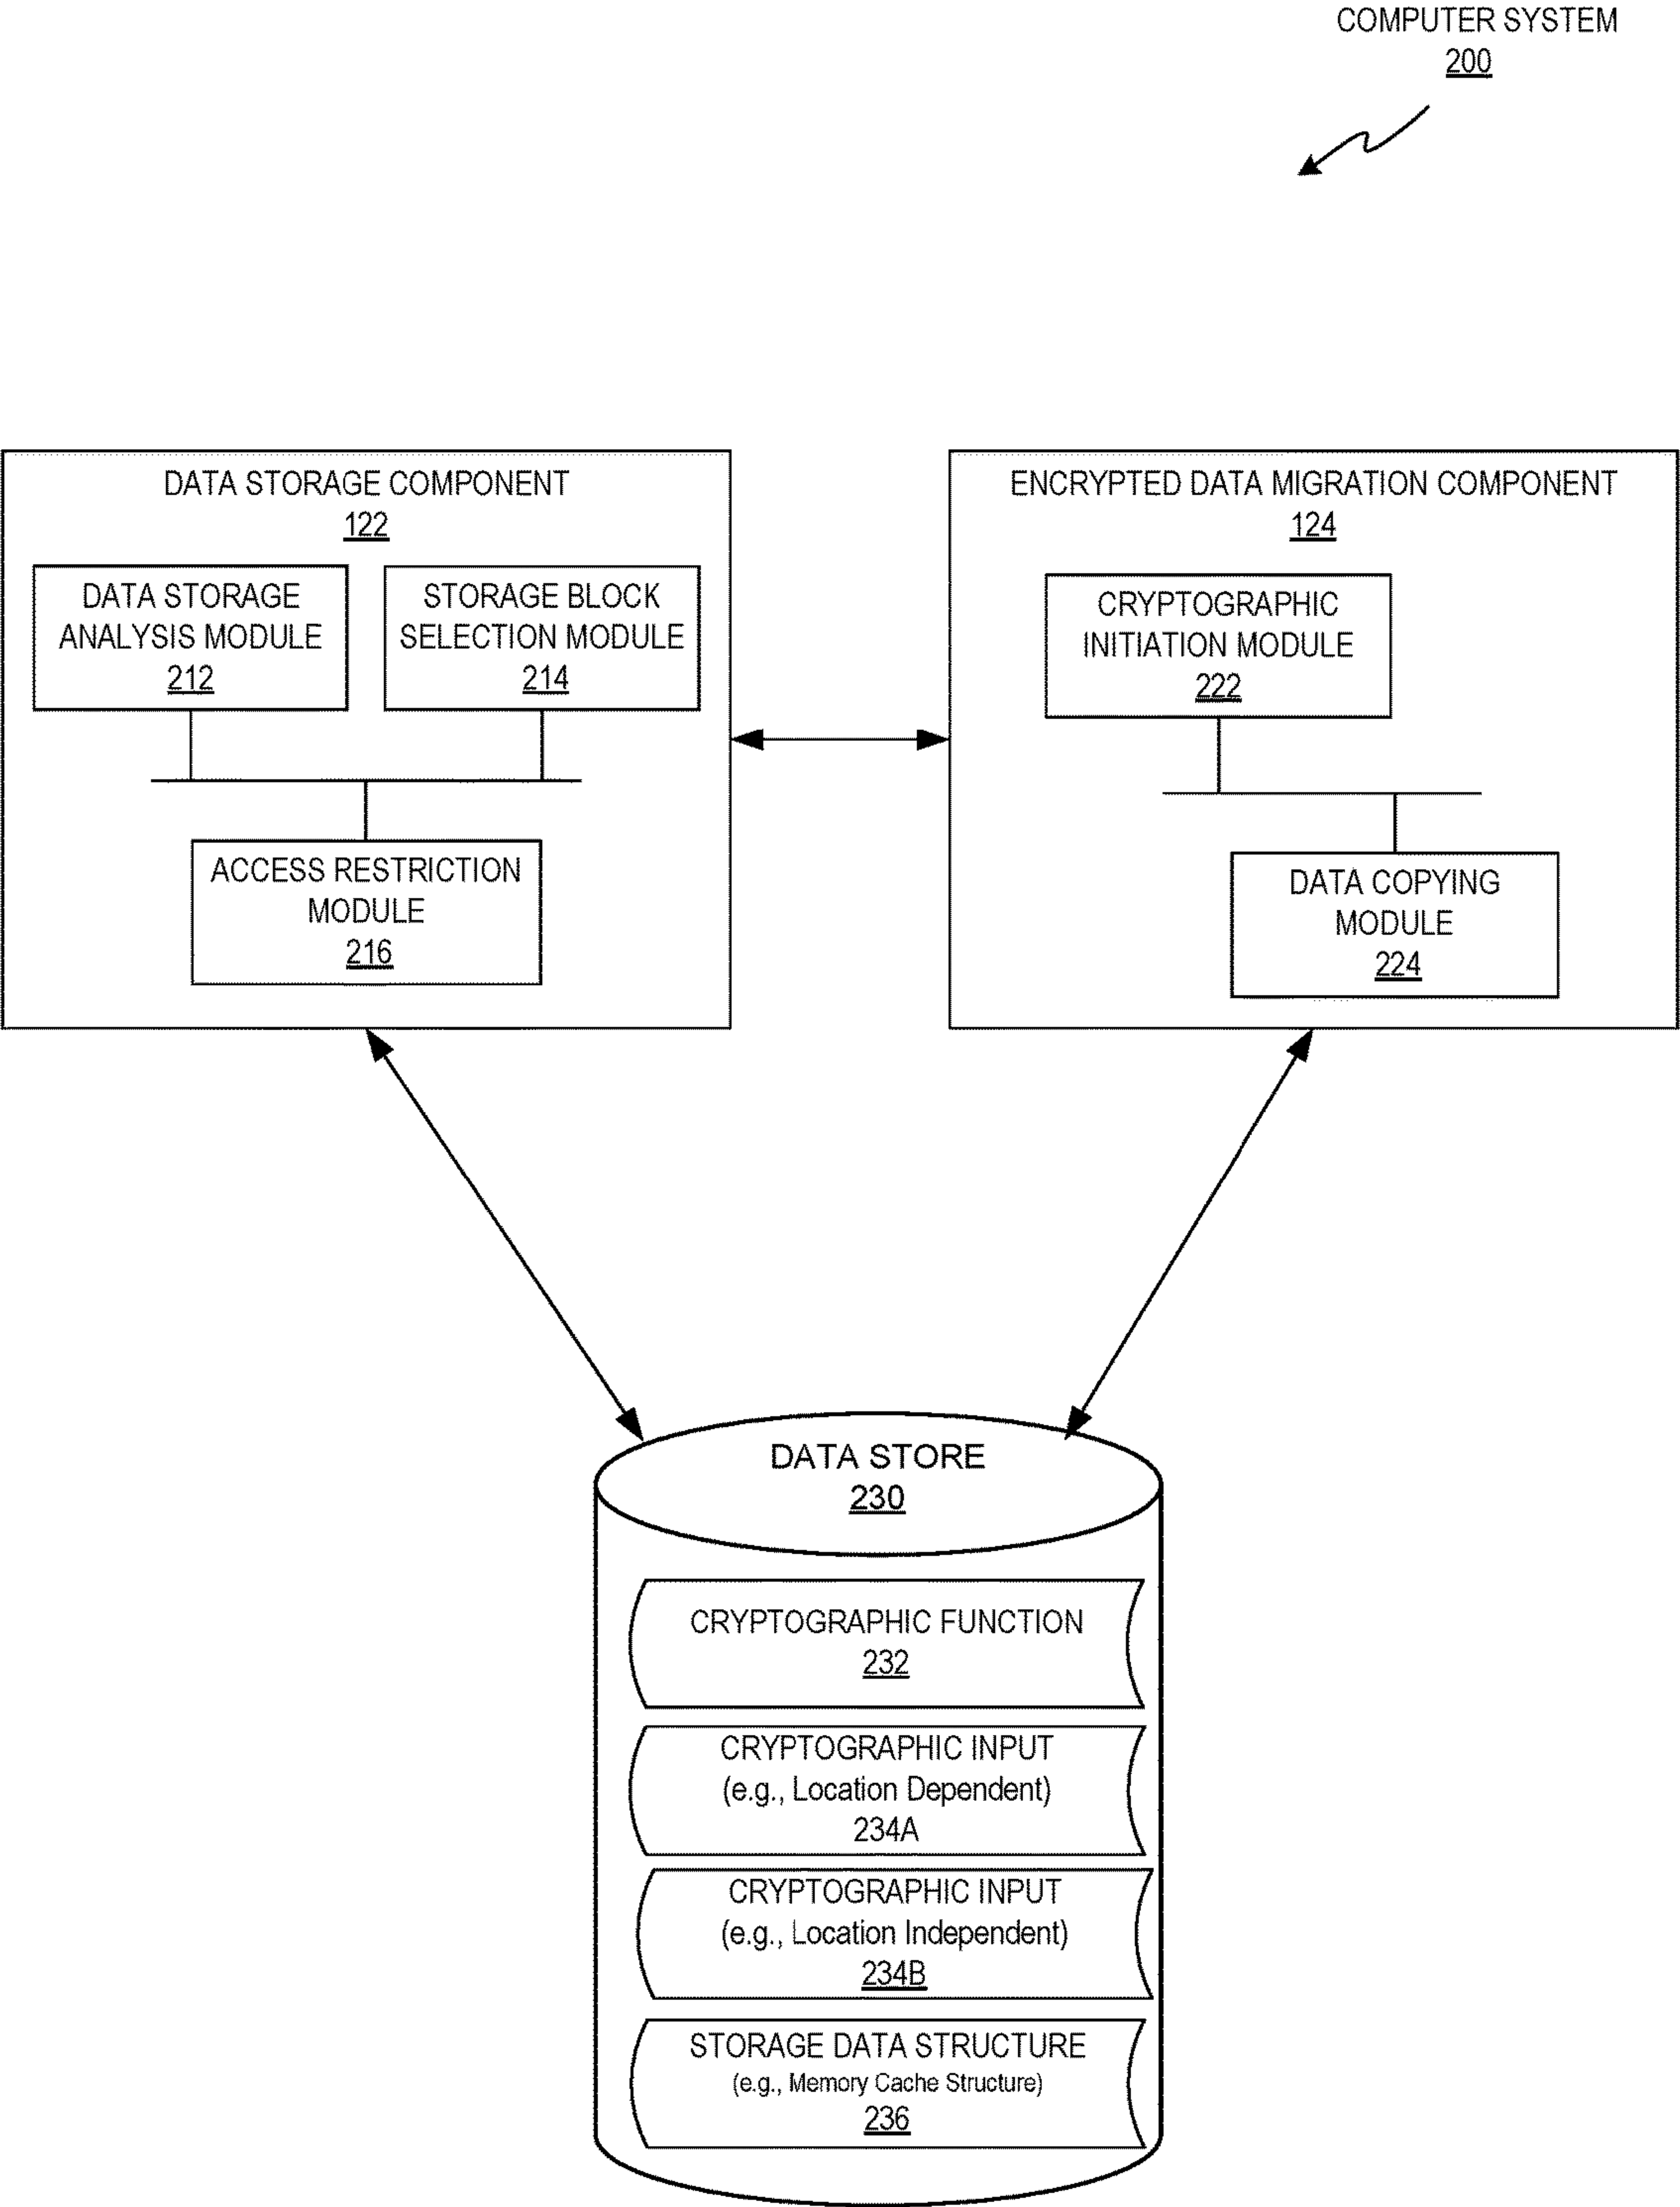 COMPUTER SYSTEM
200
DATA STORAGE COMPONENT
122
DATA STORAGE
ANALYSIS MODULE
212
STORAGE BLOCK
SELECTION MODULE
214
ACCESS RESTRICTION
MODULE
216
ENCRYPTED DATA MIGRATION COMPONENT
124
CRYPTOGRAPHIC
INITIATION MODULE
222
DATA COPYING
MODULE
224
DATA STORE
230
CRYPTOGRAPHIC FUNCTION
232
CRYPTOGRAPHIC INPUT
(e.g., Location Dependent)
234A
CRYPTOGRAPHIC INPUT
(e.g., Location Independent)
234B
STORAGE DATA STRUCTURE
(e.g., Memory Cache Structure)
236